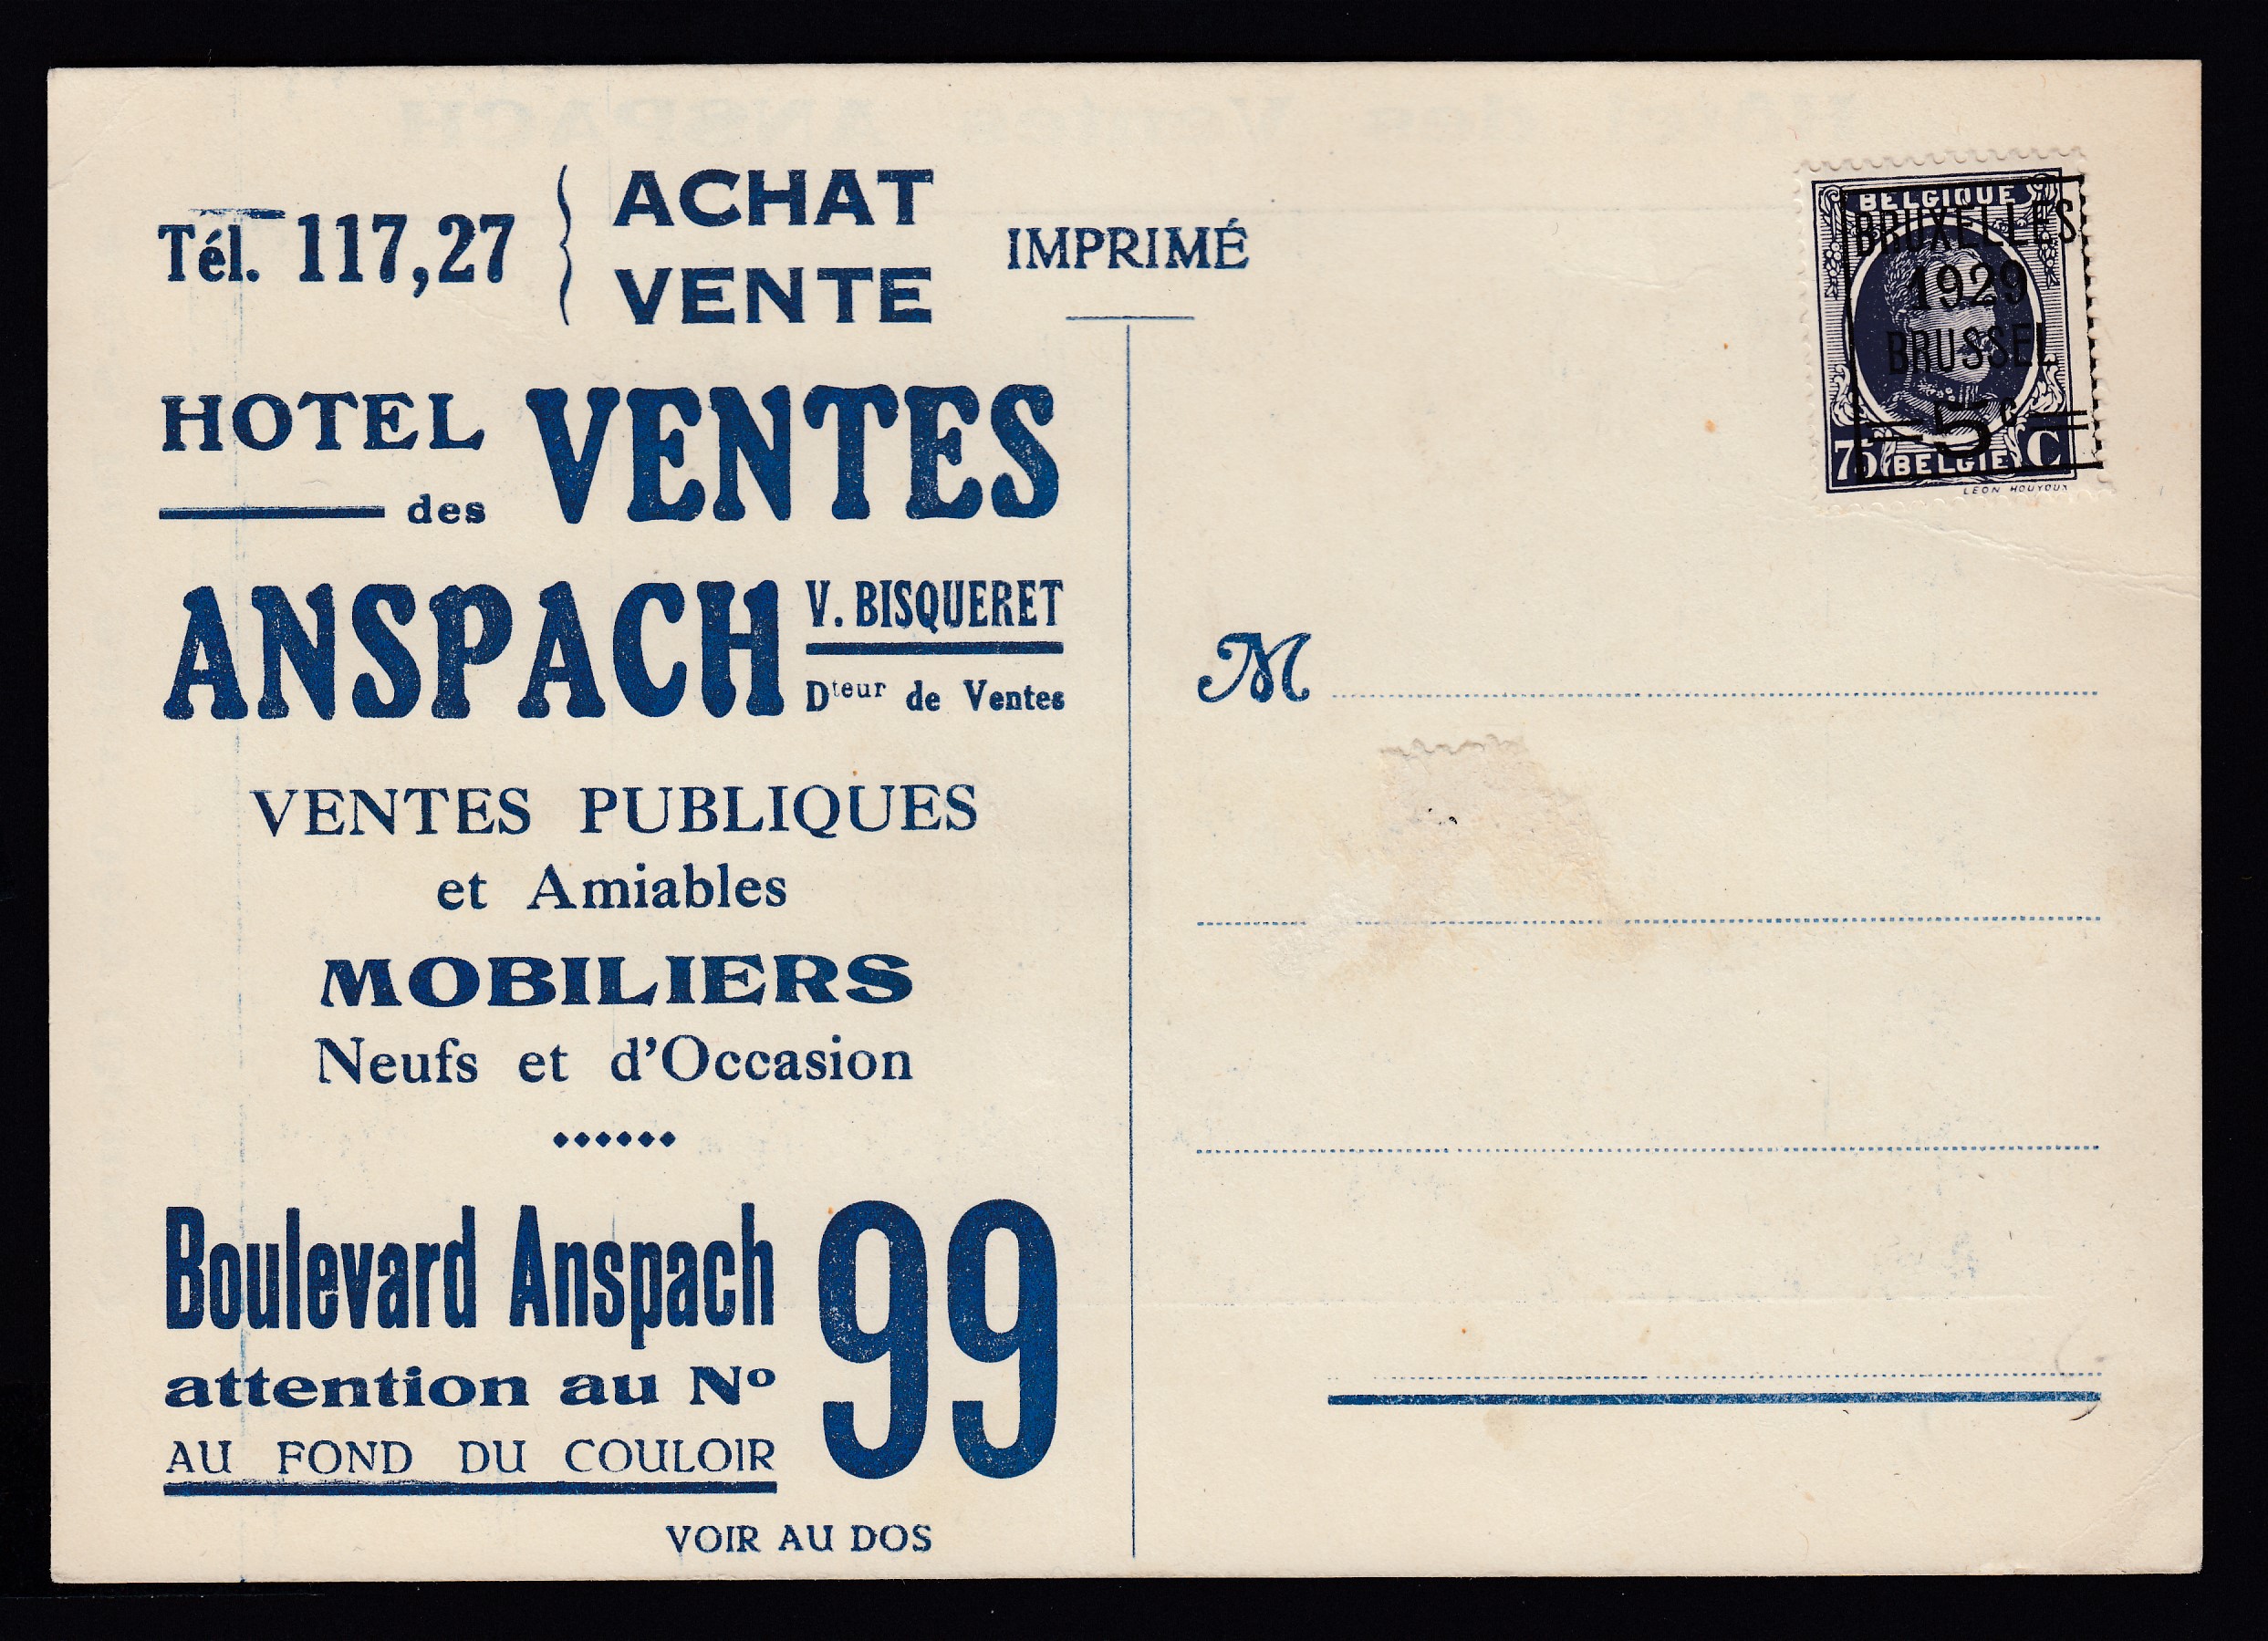 Tél. 117,27
ACHAT
VENTE
IMPRIMÉ
HOTEL
des
VENTES
ANSPACH
V. BISQUERET
Dteur de Ventes
VENTES PUBLIQUES
et Amiables
MOBILIERS
Neufs et d'Occasion
Boulevard Anspach
attention au No
AU FOND DU COULOIR
99
VOIR AU DOS
BELGIQUE
BRUXELLES
1929
BRUSSEL
5c
75 BELGIE C
LEON HOUYOUX
M